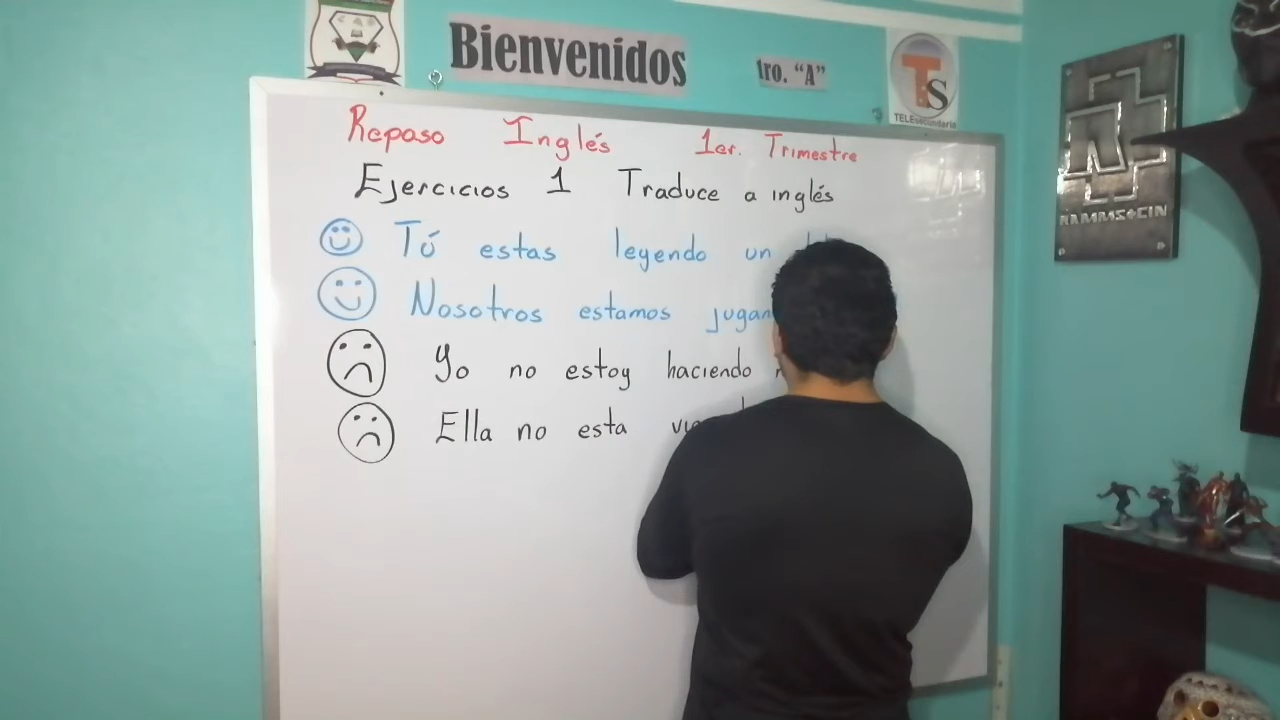 Bienvenidos 1ro. "A"
TS
TELEsecundaria
RAMMSTEIN
Repaso Inglés 1er. Trimestre
Ejercicios 1 Traduce a inglés
Tú estas leyendo un
Nosotros estamos
Yo no estoy haciendo
Ella no esta